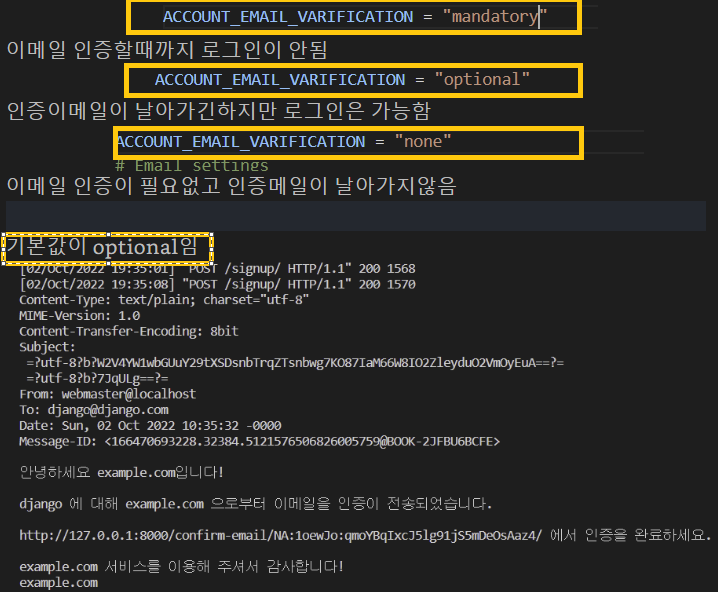 ACCOUNT_EMAIL_VARIFICATION = "mandatory"
이메일 인증할때까지 로그인이 안됨
ACCOUNT_EMAIL_VARIFICATION = "optional"
인증이메일이 날아가긴하지만 로그인은 가능함
ACCOUNT_EMAIL_VARIFICATION = "none"
# Email settings
이메일 인증이 필요없고 인증메일이 날아가지않음
기본값이 optional임
[02/Oct/2022 19:35:01] "POST /signup/ HTTP/1.1" 200 1568
[02/Oct/2022 19:35:08] "POST /signup/ HTTP/1.1" 200 1570
Content-Type: text/plain; charset="utf-8"
MIME-Version: 1.0
Content-Transfer-Encoding: 8bit
Subject:
=?utf-8?b?W2V4YW1wbGUuY29tXSDsnbTrqZTsnbwg7KO87IaM66W8IO2ZleyduO2VmOyEuA==?=
=?utf-8?b?7JqULg==?=
From: webmaster@localhost
To: django@django.com
Date: Sun, 02 Oct 2022 10:35:32 -0000
Message-ID: <166470693228.32384.5121576506826005759@BOOK-2JFBU6BCFE>
안녕하세요 example.com입니다!
django 에 대해 example.com 으로부터 이메일을 인증이 전송되었습니다.
http://127.0.0.1:8000/confirm-email/NA:1oewJo:qmoYBqIxcJ5lg91jS5mDeOsAaz4/ 에서 인증을 완료하세요.
example.com 서비스를 이용해 주셔서 감사합니다!
example.com